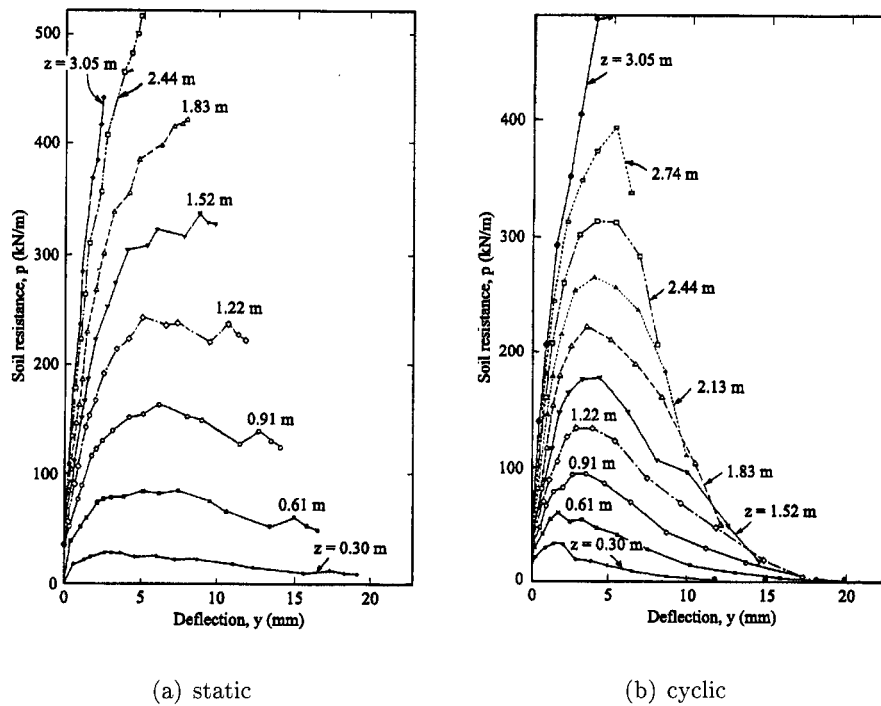 500
400
300
200
100
0
Soil resistance, p (kN/m)
z = 3.05 m
2.44 m
1.83 m
1.52 m
1.22 m
0.91 m
0.61 m
z = 0.30 m
0
5
10
15
20
Deflection, y (mm)
(a) static
400
300
200
100
0
Soil resistance, p (kN/m)
z = 3.05 m
2.74 m
2.44 m
2.13 m
1.83 m
z = 1.52 m
1.22 m
0.91 m
0.61 m
z = 0.30 m
0
5
10
15
20
Deflection, y (mm)
(b) cyclic